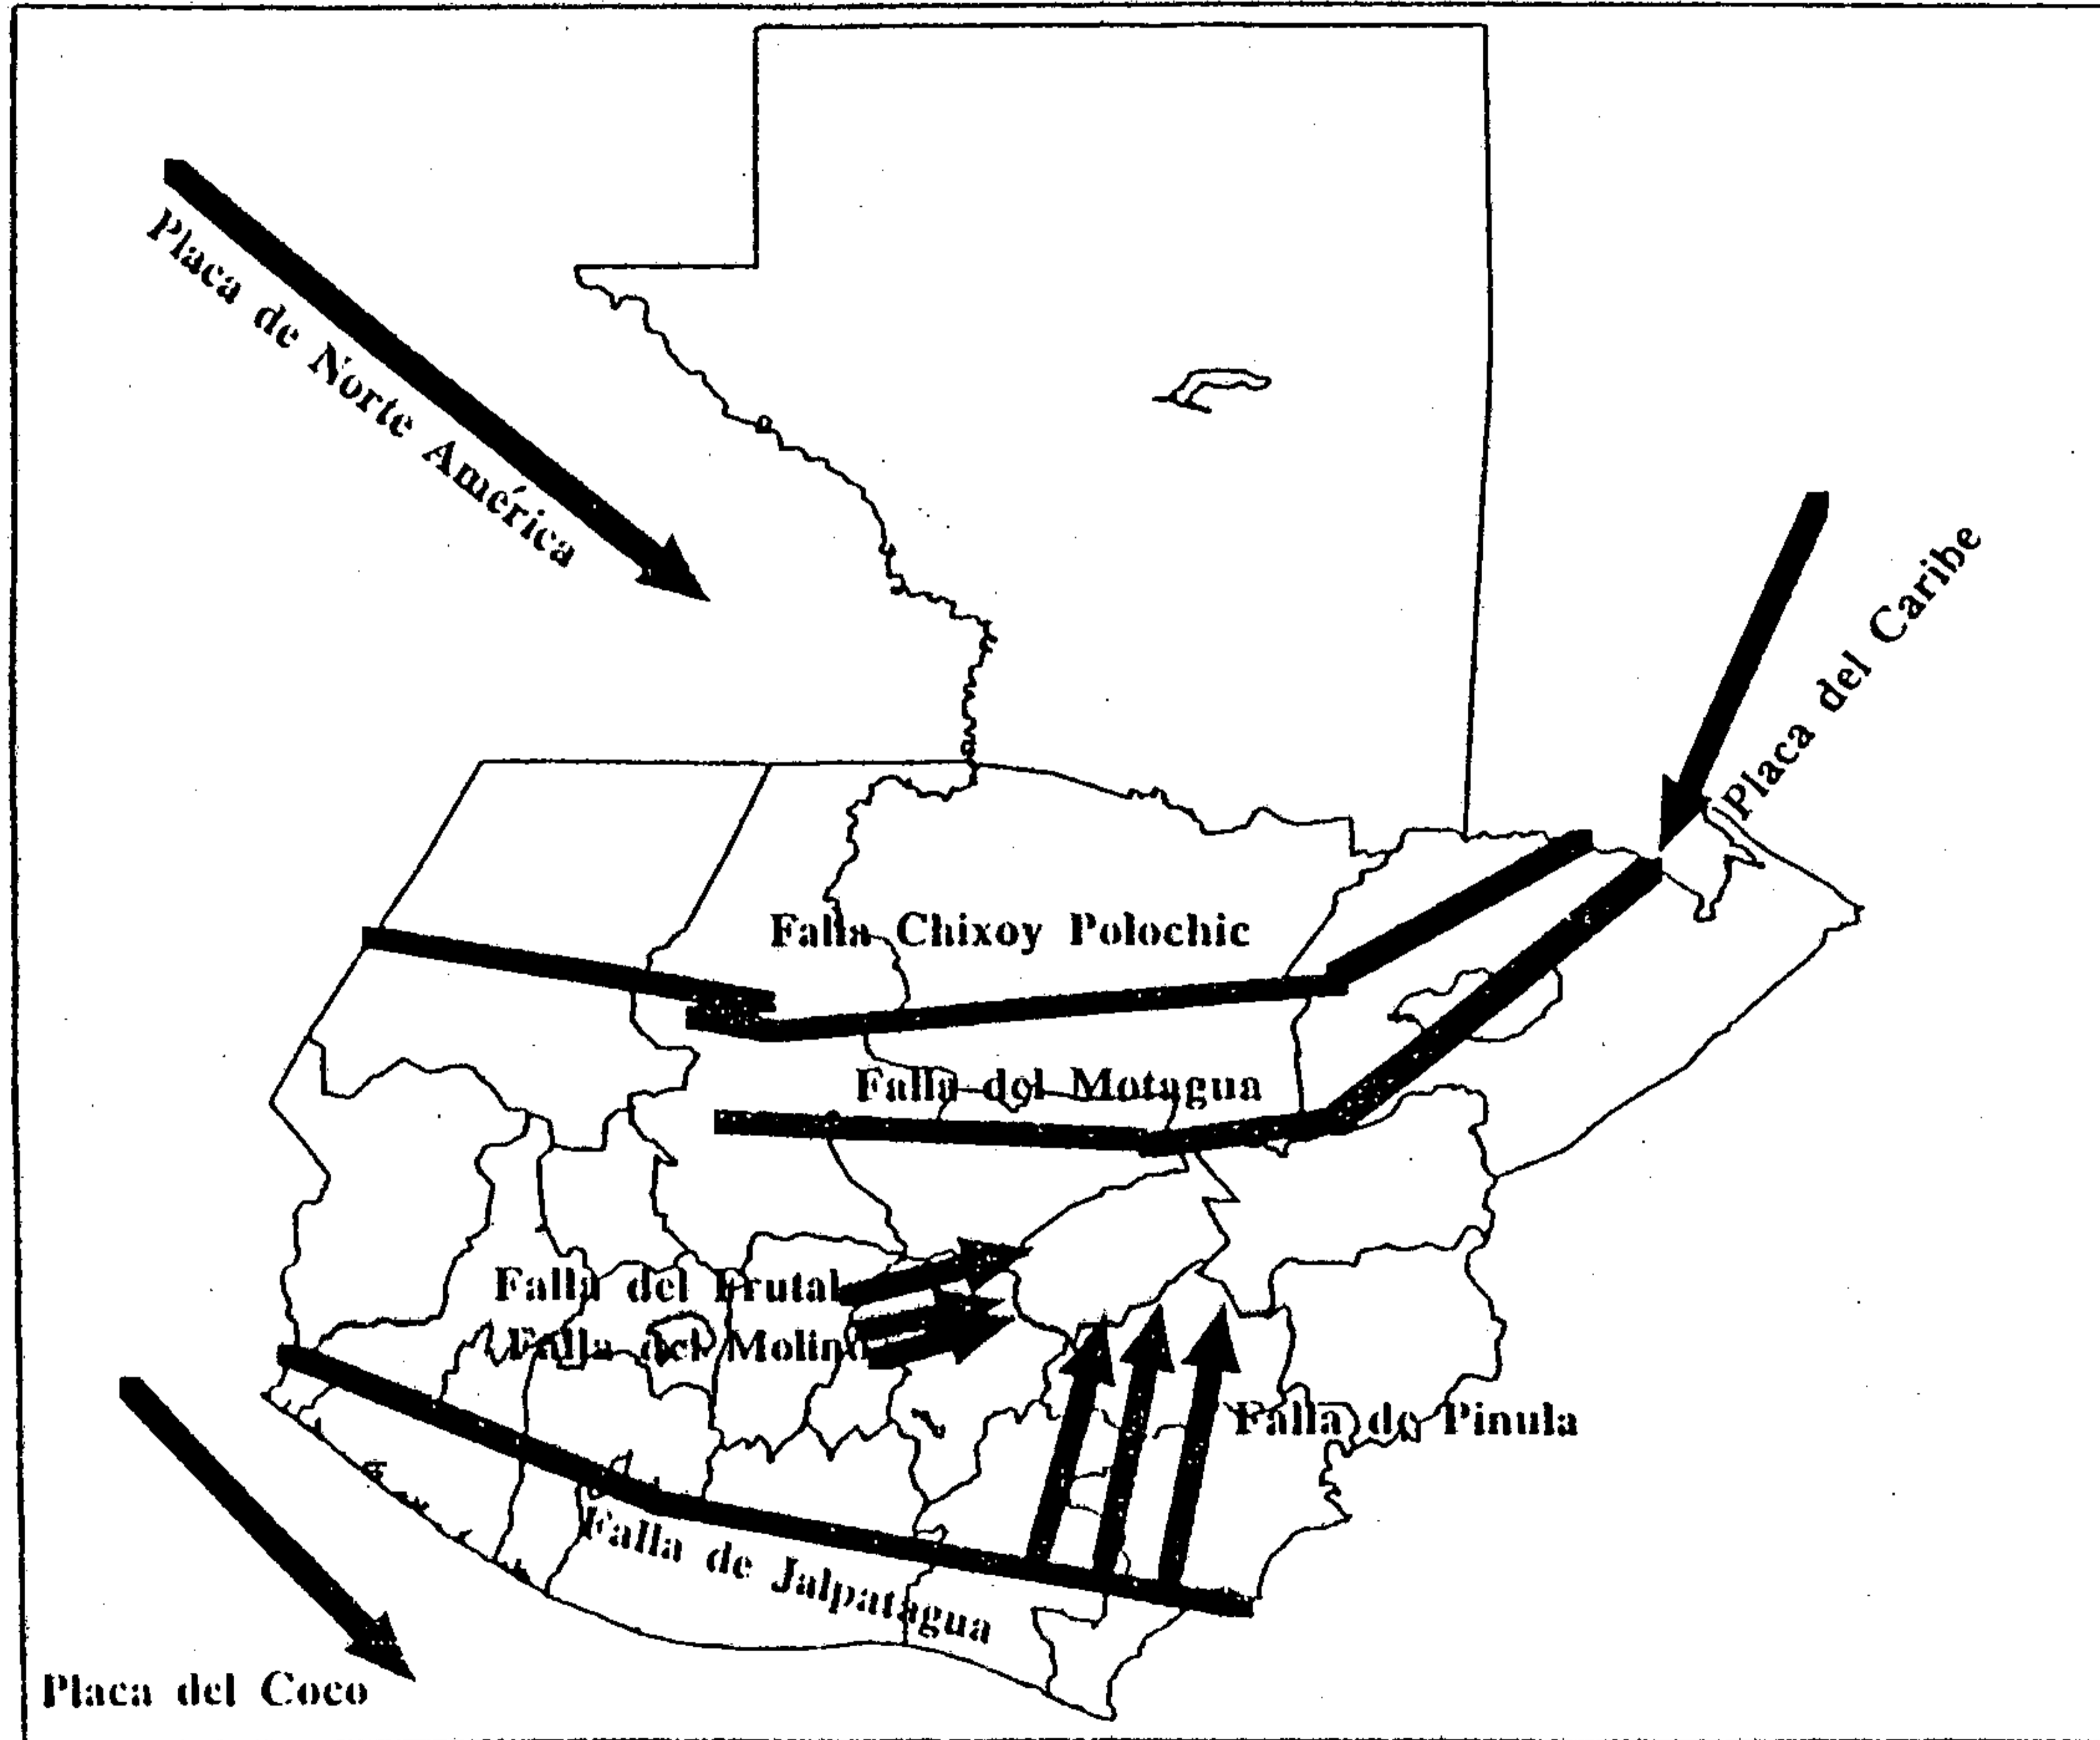 Placa de Norte América
Placa del Caribe
Falla Chixoy Polochic
Falla del Motagua
Falla del Frutal
Falla del Molino
Falla de Pinula
Falla de Jalpatagua
Placa del Coco